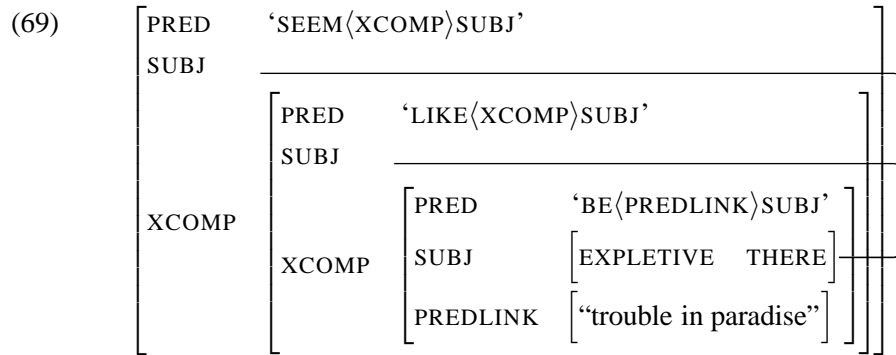 (69) PRED ‘SEEM⟨XCOMP⟩SUBJ’
SUBJ
PRED ‘LIKE⟨XCOMP⟩SUBJ’
SUBJ
XCOMP
PRED ‘BE⟨PREDLINK⟩SUBJ’
XCOMP SUBJ [EXPLETIVE THERE]
PREDLINK [“trouble in paradise”]